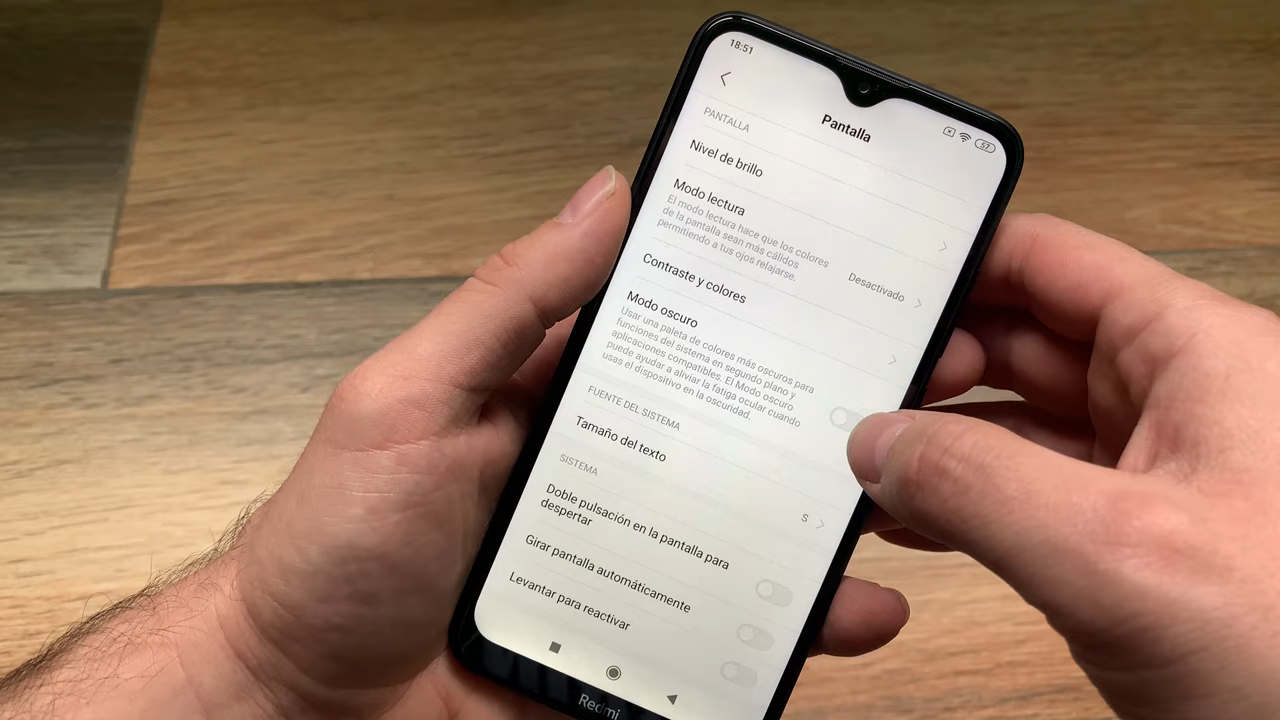 18:51
57
Pantalla
PANTALLA
Nivel de brillo
Modo lectura
El modo lectura hace que los colores
de la pantalla sean más cálidos
permitiendo a tus ojos relajarse.
Desactivado
Contraste y colores
Modo oscuro
Usar una paleta de colores más oscuros para
funciones del sistema en segundo plano y
aplicaciones compatibles. El Modo oscuro
puede ayudar a aliviar la fatiga ocular cuando
usas el dispositivo en la oscuridad.
FUENTE DEL SISTEMA
Tamaño del texto
S
SISTEMA
Doble pulsación en la pantalla para
despertar
Girar pantalla automáticamente
Levantar para reactivar
Redmi